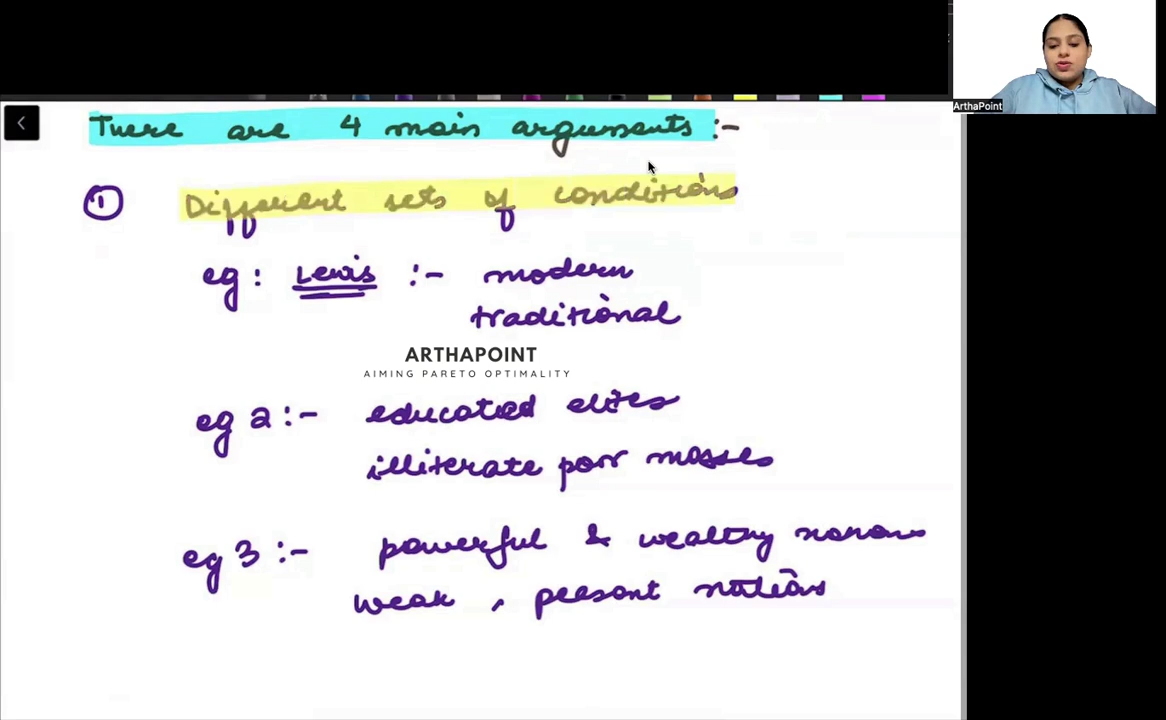 ArthaPoint
There are 4 main arguments :-
1 Different sets of conditions
eg : Lewis :- modern
traditional
ARTHAPOINT
AIMING PARETO OPTIMALITY
eg 2 :- educated elites
illiterate poor masses
eg 3 :- powerful & wealthy nations
weak , peasant nations